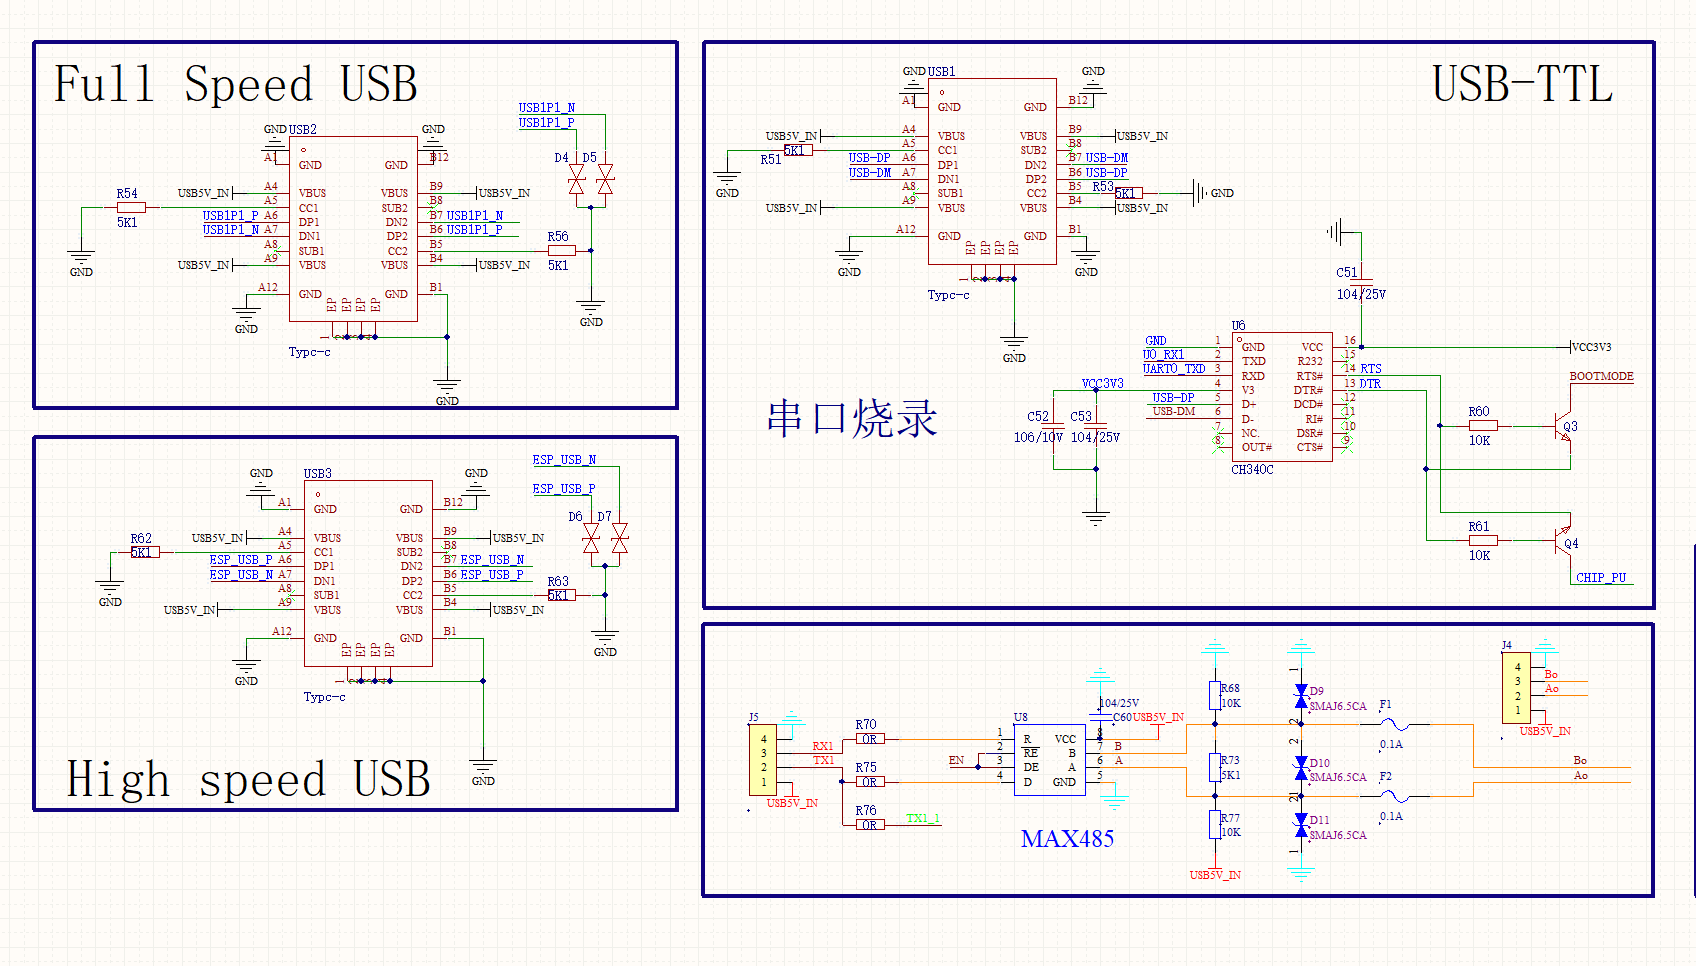 Full Speed USB
USB1P1_N
USB1P1_P
GND USB2 GND
A1 GND GND B12
D4 D5
USB5V_IN A4 VBUS VBUS B9 USB5V_IN
R54 A5 CC1 SUB2 B8
5K1
USB1P1_P A6 DP1 DN2 B7 USB1P1_N
USB1P1_N A7 DN1 DP2 B6 USB1P1_P
A8 SUB1 CC2 B5 R56
5K1
USB5V_IN A9 VBUS VBUS B4 USB5V_IN
GND
A12 GND GND B1
EP EP EP EP
GND
GND
Typc-c
GND
High speed USB
ESP_USB_N
ESP_USB_P
GND USB3 GND
A1 GND GND B12
D6 D7
USB5V_IN A4 VBUS VBUS B9 USB5V_IN
R62 5K1 A5 CC1 SUB2 B8
ESP_USB_P A6 DP1 DN2 B7 ESP_USB_N
ESP_USB_N A7 DN1 DP2 B6 ESP_USB_P
A8 SUB1 CC2 B5 R63 5K1
GND
USB5V_IN A9 VBUS VBUS B4 USB5V_IN
A12 GND GND B1
EP EP EP EP
GND
GND
Typc-c
GND
USB-TTL
GND USB1 GND
A1 GND GND B12
USB5V_IN A4 VBUS VBUS B9 USB5V_IN
R51 5K1 A5 CC1 SUB2 B8
USB-DP A6 DP1 DN2 B7 USB-DM
USB-DM A7 DN1 DP2 B6 USB-DP
A8 SUB1 CC2 B5 R53 5K1 GND
GND
USB5V_IN A9 VBUS VBUS B4 USB5V_IN
A12 GND GND B1
EP EP EP EP
GND GND
Typc-c
GND
C51
104/25V
串口烧录
U6
GND 1 GND VCC 16 VCC3V3
U0_RX1 2 TXD R232 15
UART0_TXD 3 RXD RTS# 14 RTS
VCC3V3 4 V3 DTR# 13 DTR
USB-DP 5 D+ DCD# 12
USB-DM 6 D- RI# 11
7 NC. DSR# 10
8 OUT# CTS# 9
CH340C
C52 C53
106/10V 104/25V
BOOTMODE
R60
10K
Q3
R61
10K
Q4
CHIP_PU
J5
4
3 RX1
2 TX1
1
USB5V_IN
R70
0R
R75
0R
R76
0R TX1_1
104/25V
C60 USB5V_IN
U8
1 R VCC 8
2 RE B 7 B
EN 3 DE A 6 A
4 D GND 5
MAX485
R68
10K
R73
5K1
R77
10K
USB5V_IN
1
D9
SMAJ6.5CA
2
2
D10
SMAJ6.5CA
D11
SMAJ6.5CA
1
F1
0.1A
F2
0.1A
J4
4
3 Bo
2 Ao
1
USB5V_IN
Bo
Ao